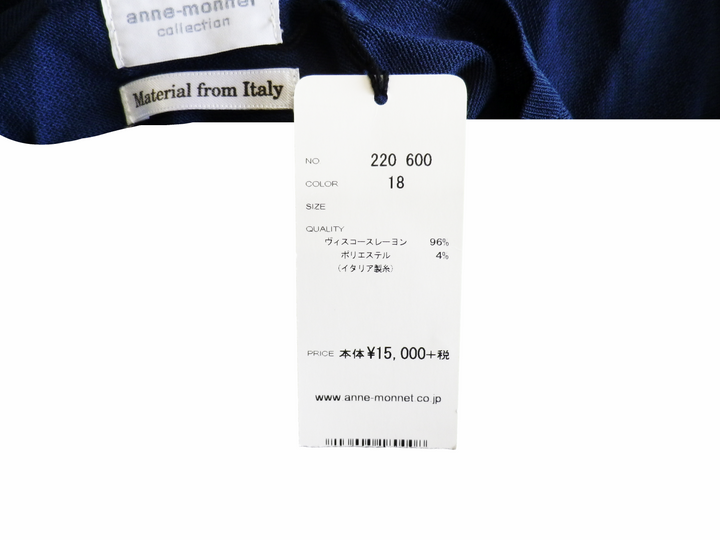 anne-monnet
collection
Material from Italy
NO 220 600
COLOR 18
SIZE
QUALITY
ヴィスコースレーヨン 96%
ポリエステル 4%
(イタリア製糸)
PRICE 本体¥15,000+税
www.anne-monnet.co.jp